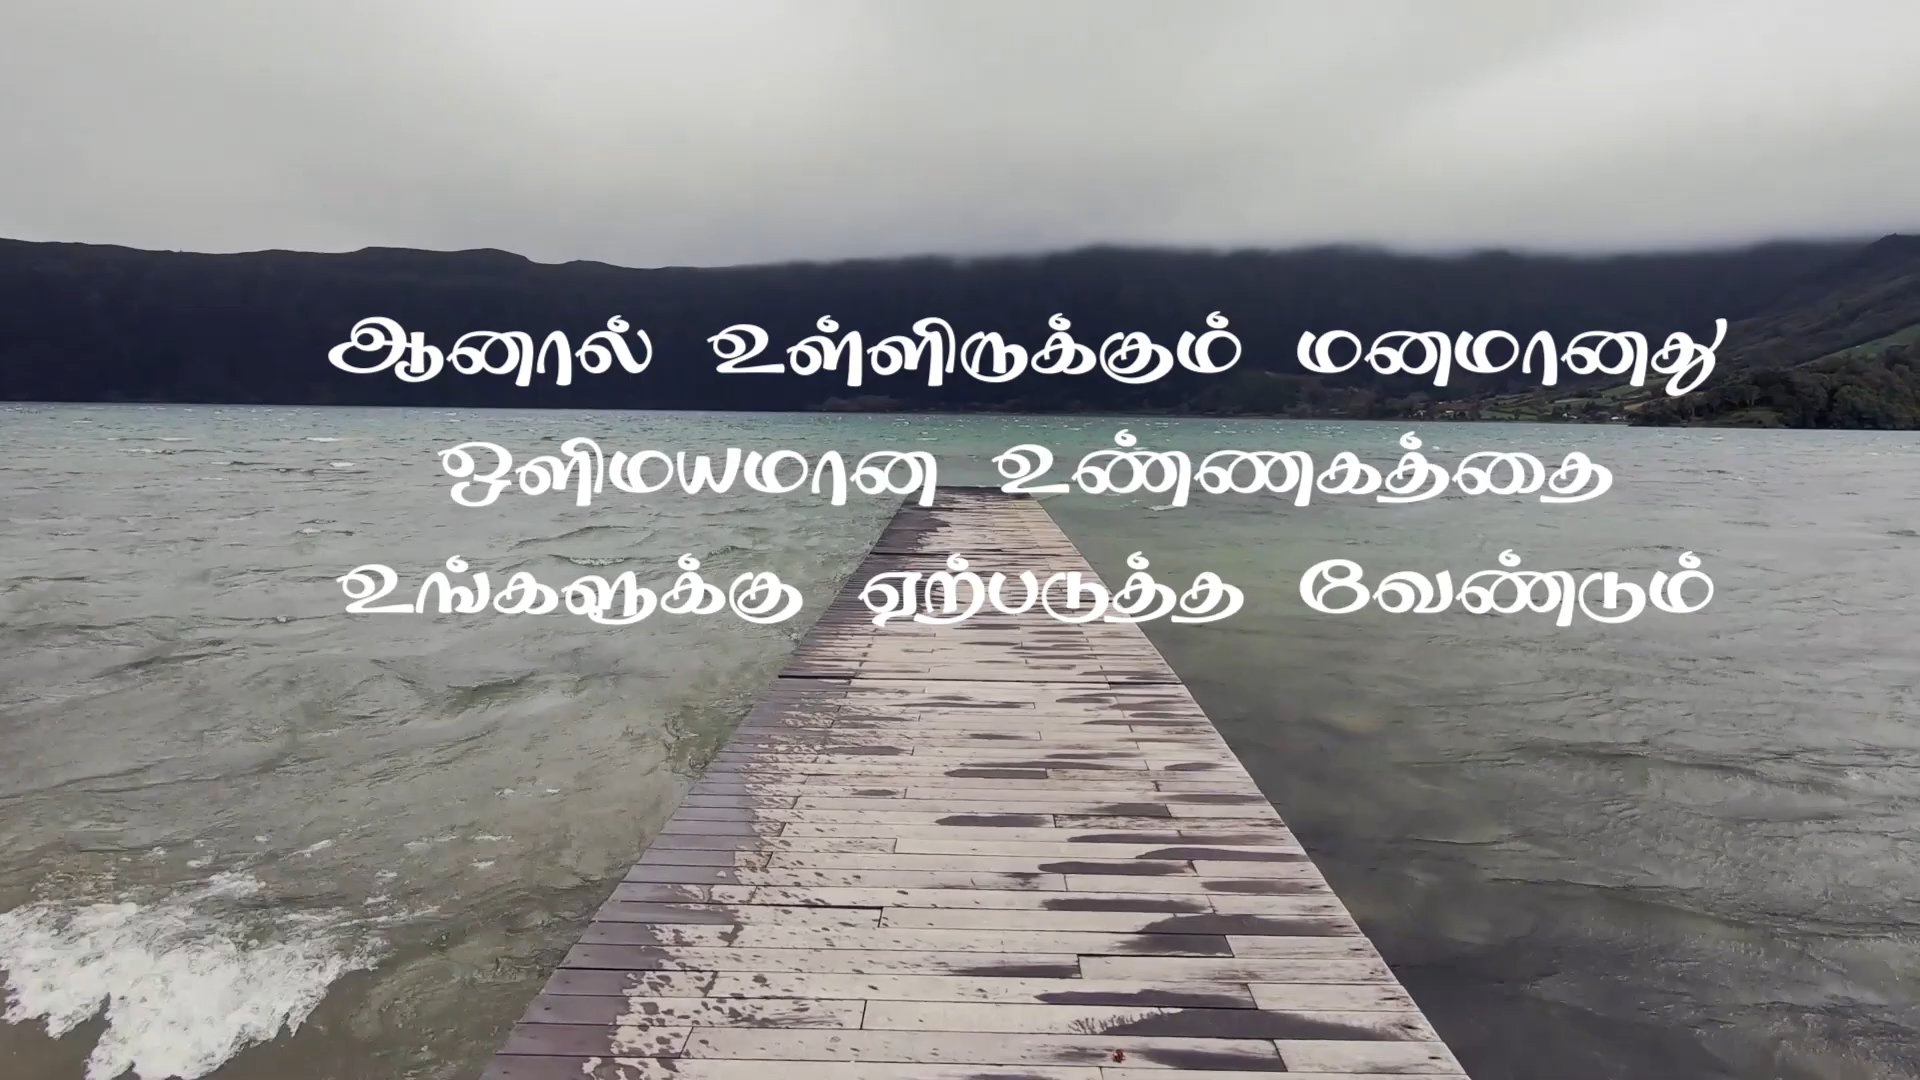 ஆனால் உள்ளிருக்கும் மனமானது
ஒளிமயமான உண்ணகத்தை
உங்களுக்கு ஏற்படுத்த வேண்டும்